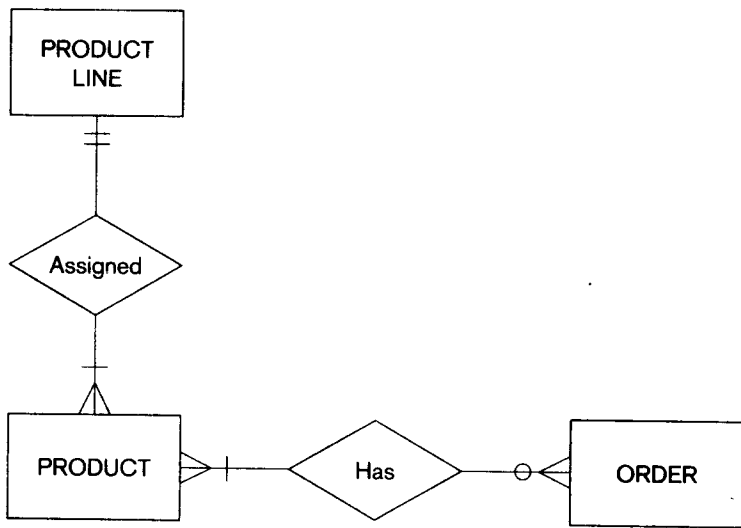 PRODUCT
LINE
Assigned
PRODUCT
Has
ORDER